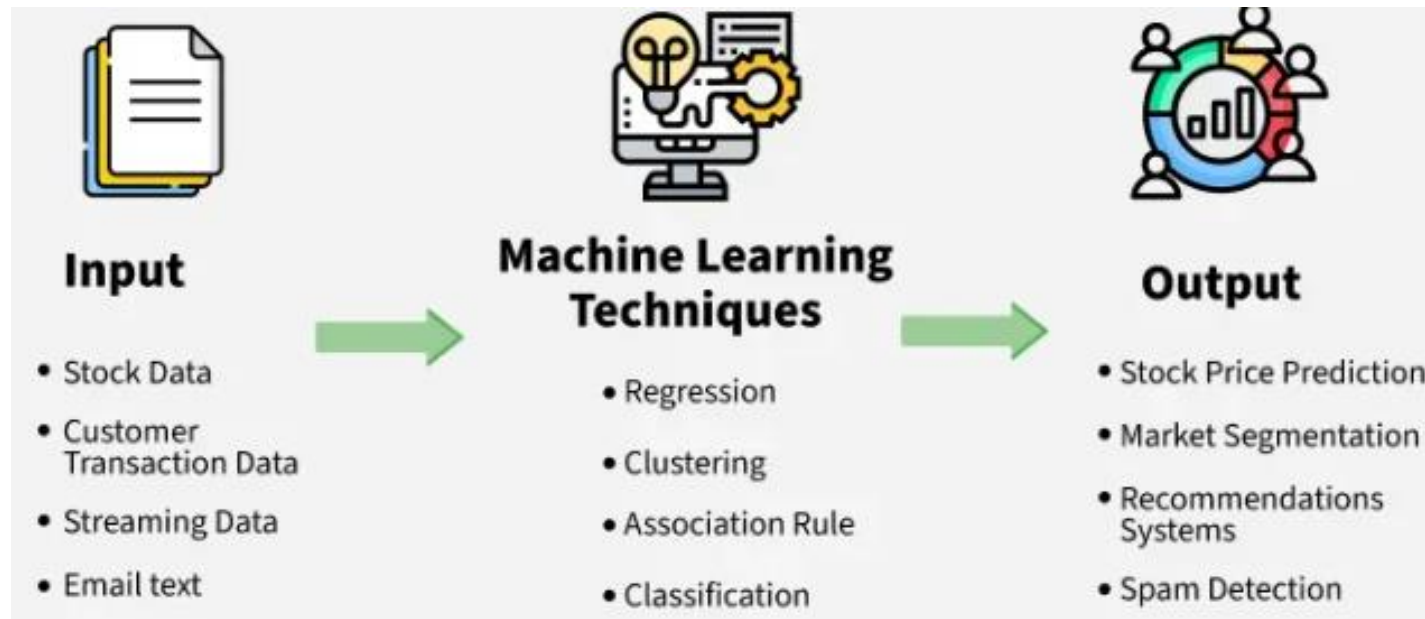 Input
• Stock Data
• Customer
Transaction Data
• Streaming Data
• Email text
Machine Learning
Techniques
• Regression
• Clustering
• Association Rule
• Classification
Output
• Stock Price Prediction
• Market Segmentation
• Recommendations
Systems
• Spam Detection